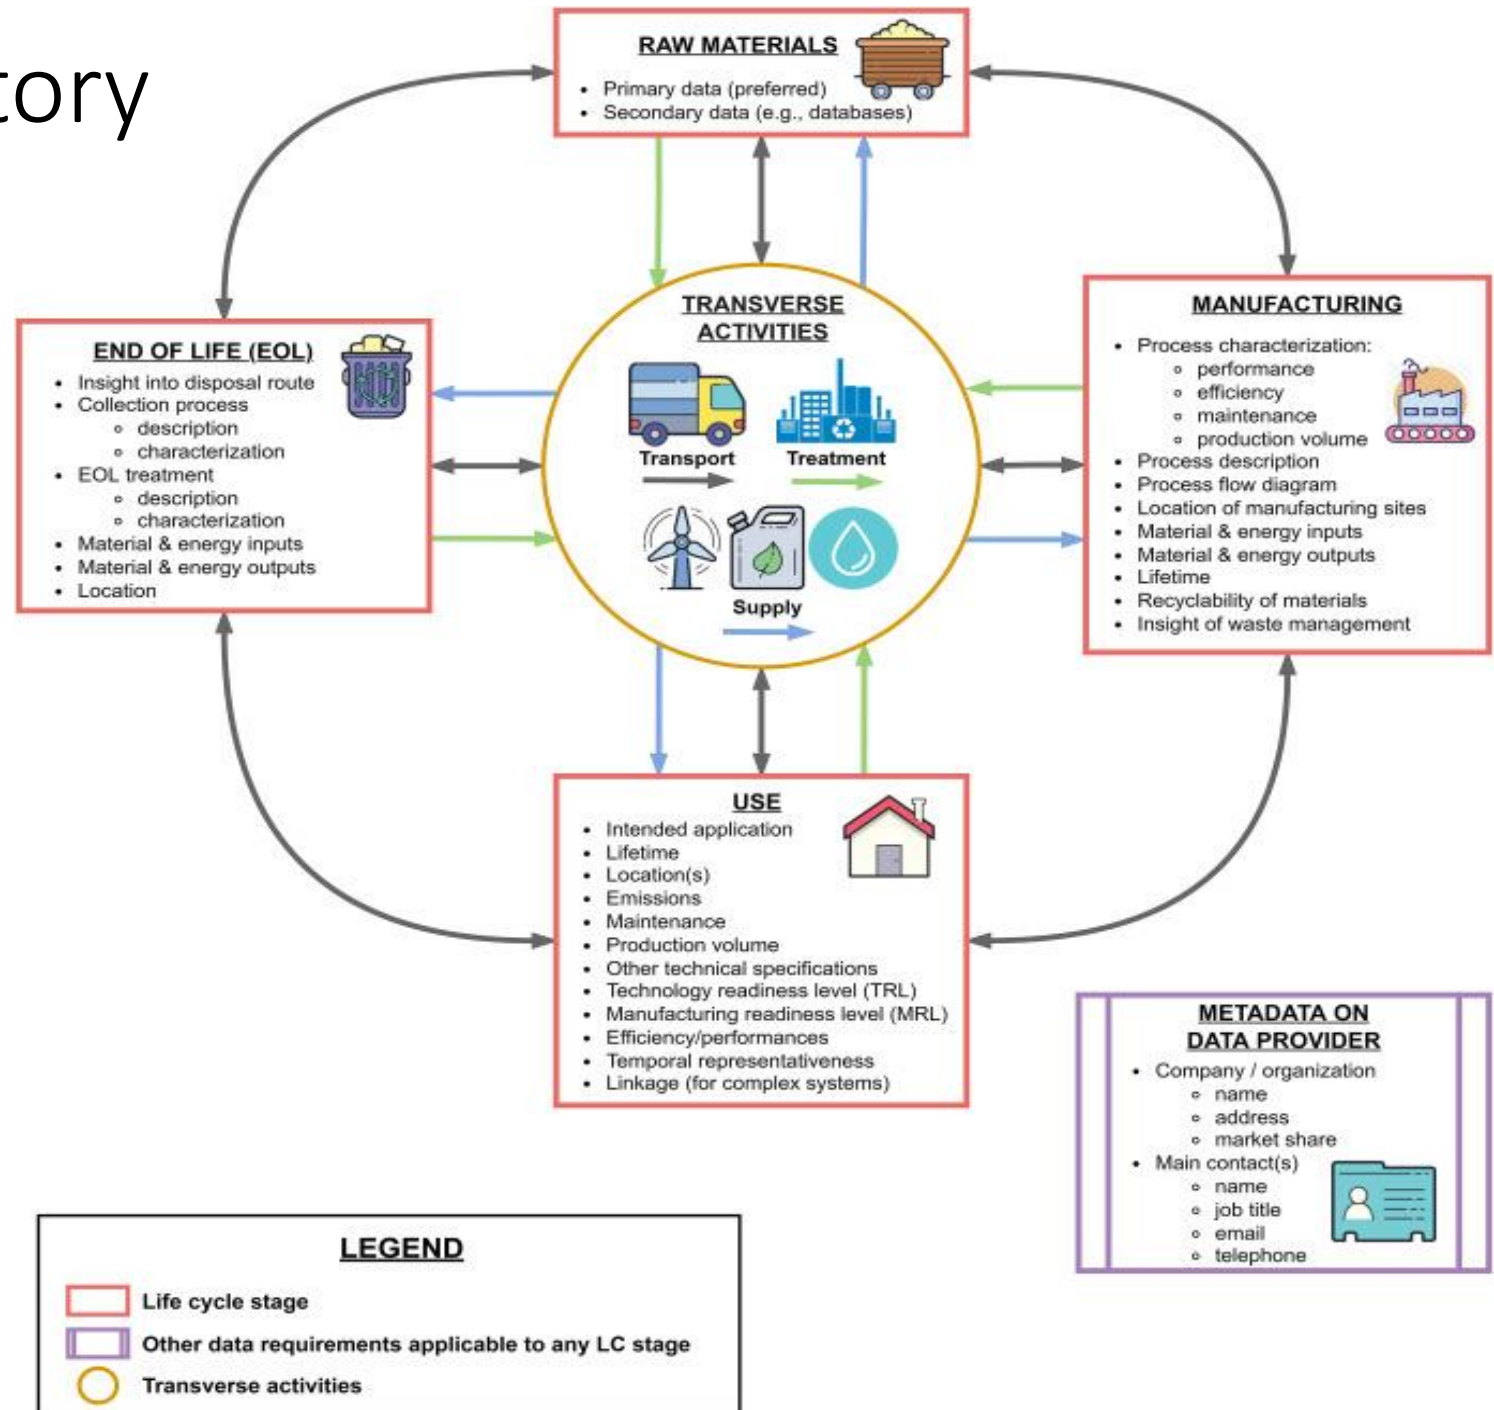 tory
RAW MATERIALS
• Primary data (preferred)
• Secondary data (e.g., databases)
END OF LIFE (EOL)
• Insight into disposal route
• Collection process
∘ description
∘ characterization
• EOL treatment
∘ description
∘ characterization
• Material & energy inputs
• Material & energy outputs
• Location
TRANSVERSE
ACTIVITIES
Transport
Treatment
Supply
MANUFACTURING
• Process characterization:
∘ performance
∘ efficiency
∘ maintenance
∘ production volume
• Process description
• Process flow diagram
• Location of manufacturing sites
• Material & energy inputs
• Material & energy outputs
• Lifetime
• Recyclability of materials
• Insight of waste management
USE
• Intended application
• Lifetime
• Location(s)
• Emissions
• Maintenance
• Production volume
• Other technical specifications
• Technology readiness level (TRL)
• Manufacturing readiness level (MRL)
• Efficiency/performances
• Temporal representativeness
• Linkage (for complex systems)
METADATA ON
DATA PROVIDER
• Company / organization
∘ name
∘ address
∘ market share
• Main contact(s)
∘ name
∘ job title
∘ email
∘ telephone
LEGEND
Life cycle stage
Other data requirements applicable to any LC stage
Transverse activities